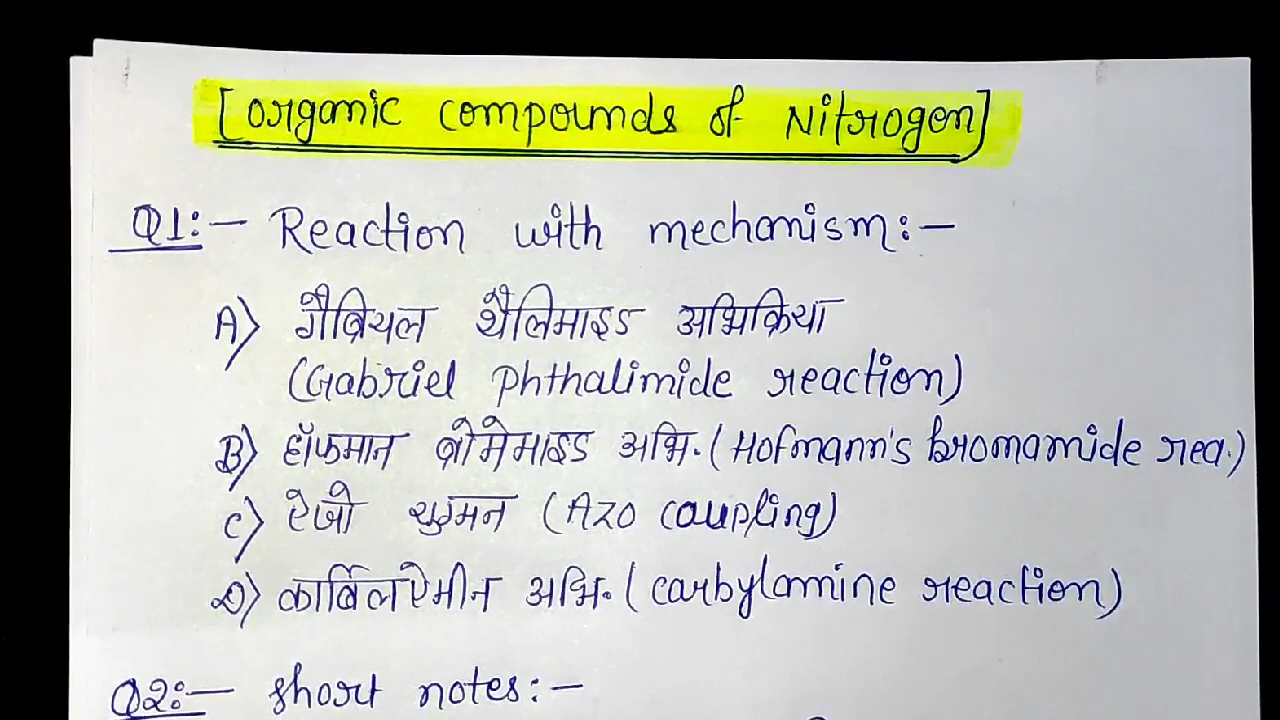 [Organic compounds of Nitrogen]
Q1:- Reaction with mechanism:-
A) गैब्रियल थैलिमाइड अभिक्रिया
(Gabriel phthalimide reaction)
B) हॉफमान ब्रोमेमाइड अभि. (Hofmann's bromamide rea.)
C) ऐजो युग्मन (Azo coupling)
D) कार्बिलऐमीन अभि. (carbylamine reaction)
Q2:- short notes:-